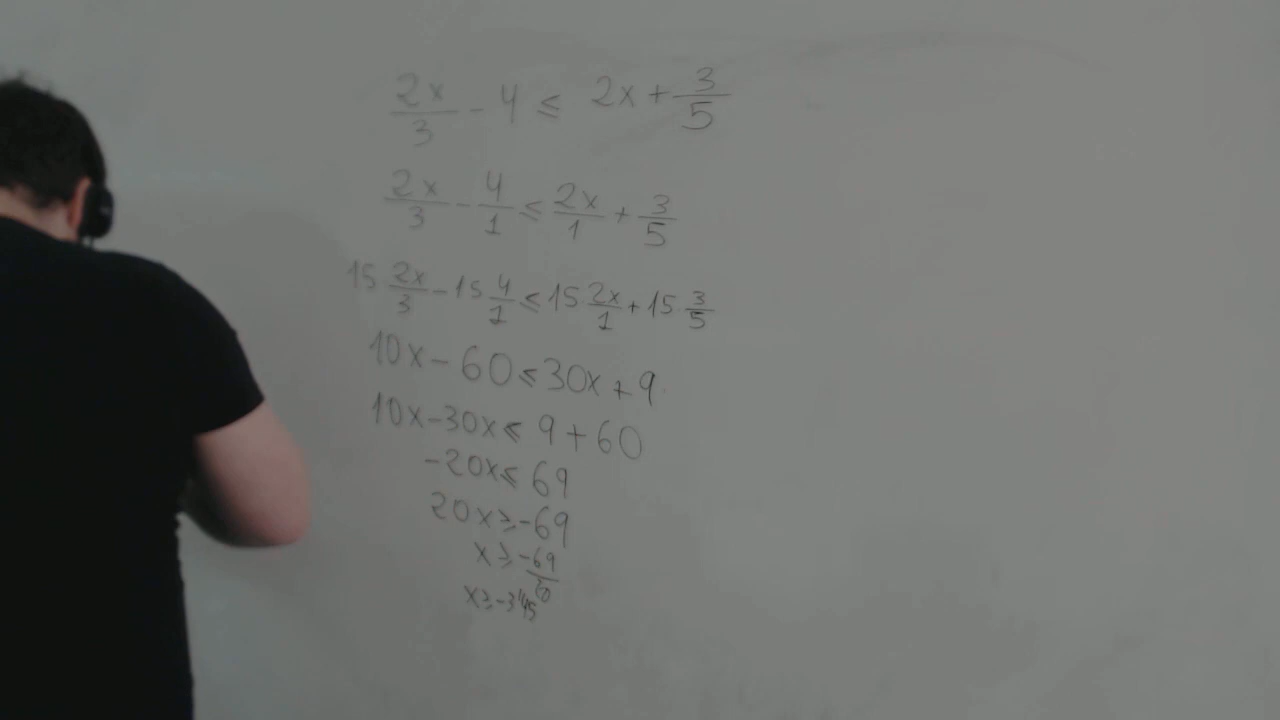 2x/3 - 4 ≤ 2x + 3/5
2x/3 - 4/1 ≤ 2x/1 + 3/5
15 2x/3 - 15 4/1 ≤ 15 2x/1 + 15 3/5
10x - 60 ≤ 30x + 9
10x - 30x ≤ 9 + 60
-20x ≤ 69
20x ≥ -69
x ≥ -69/20
x ≥ -3'45